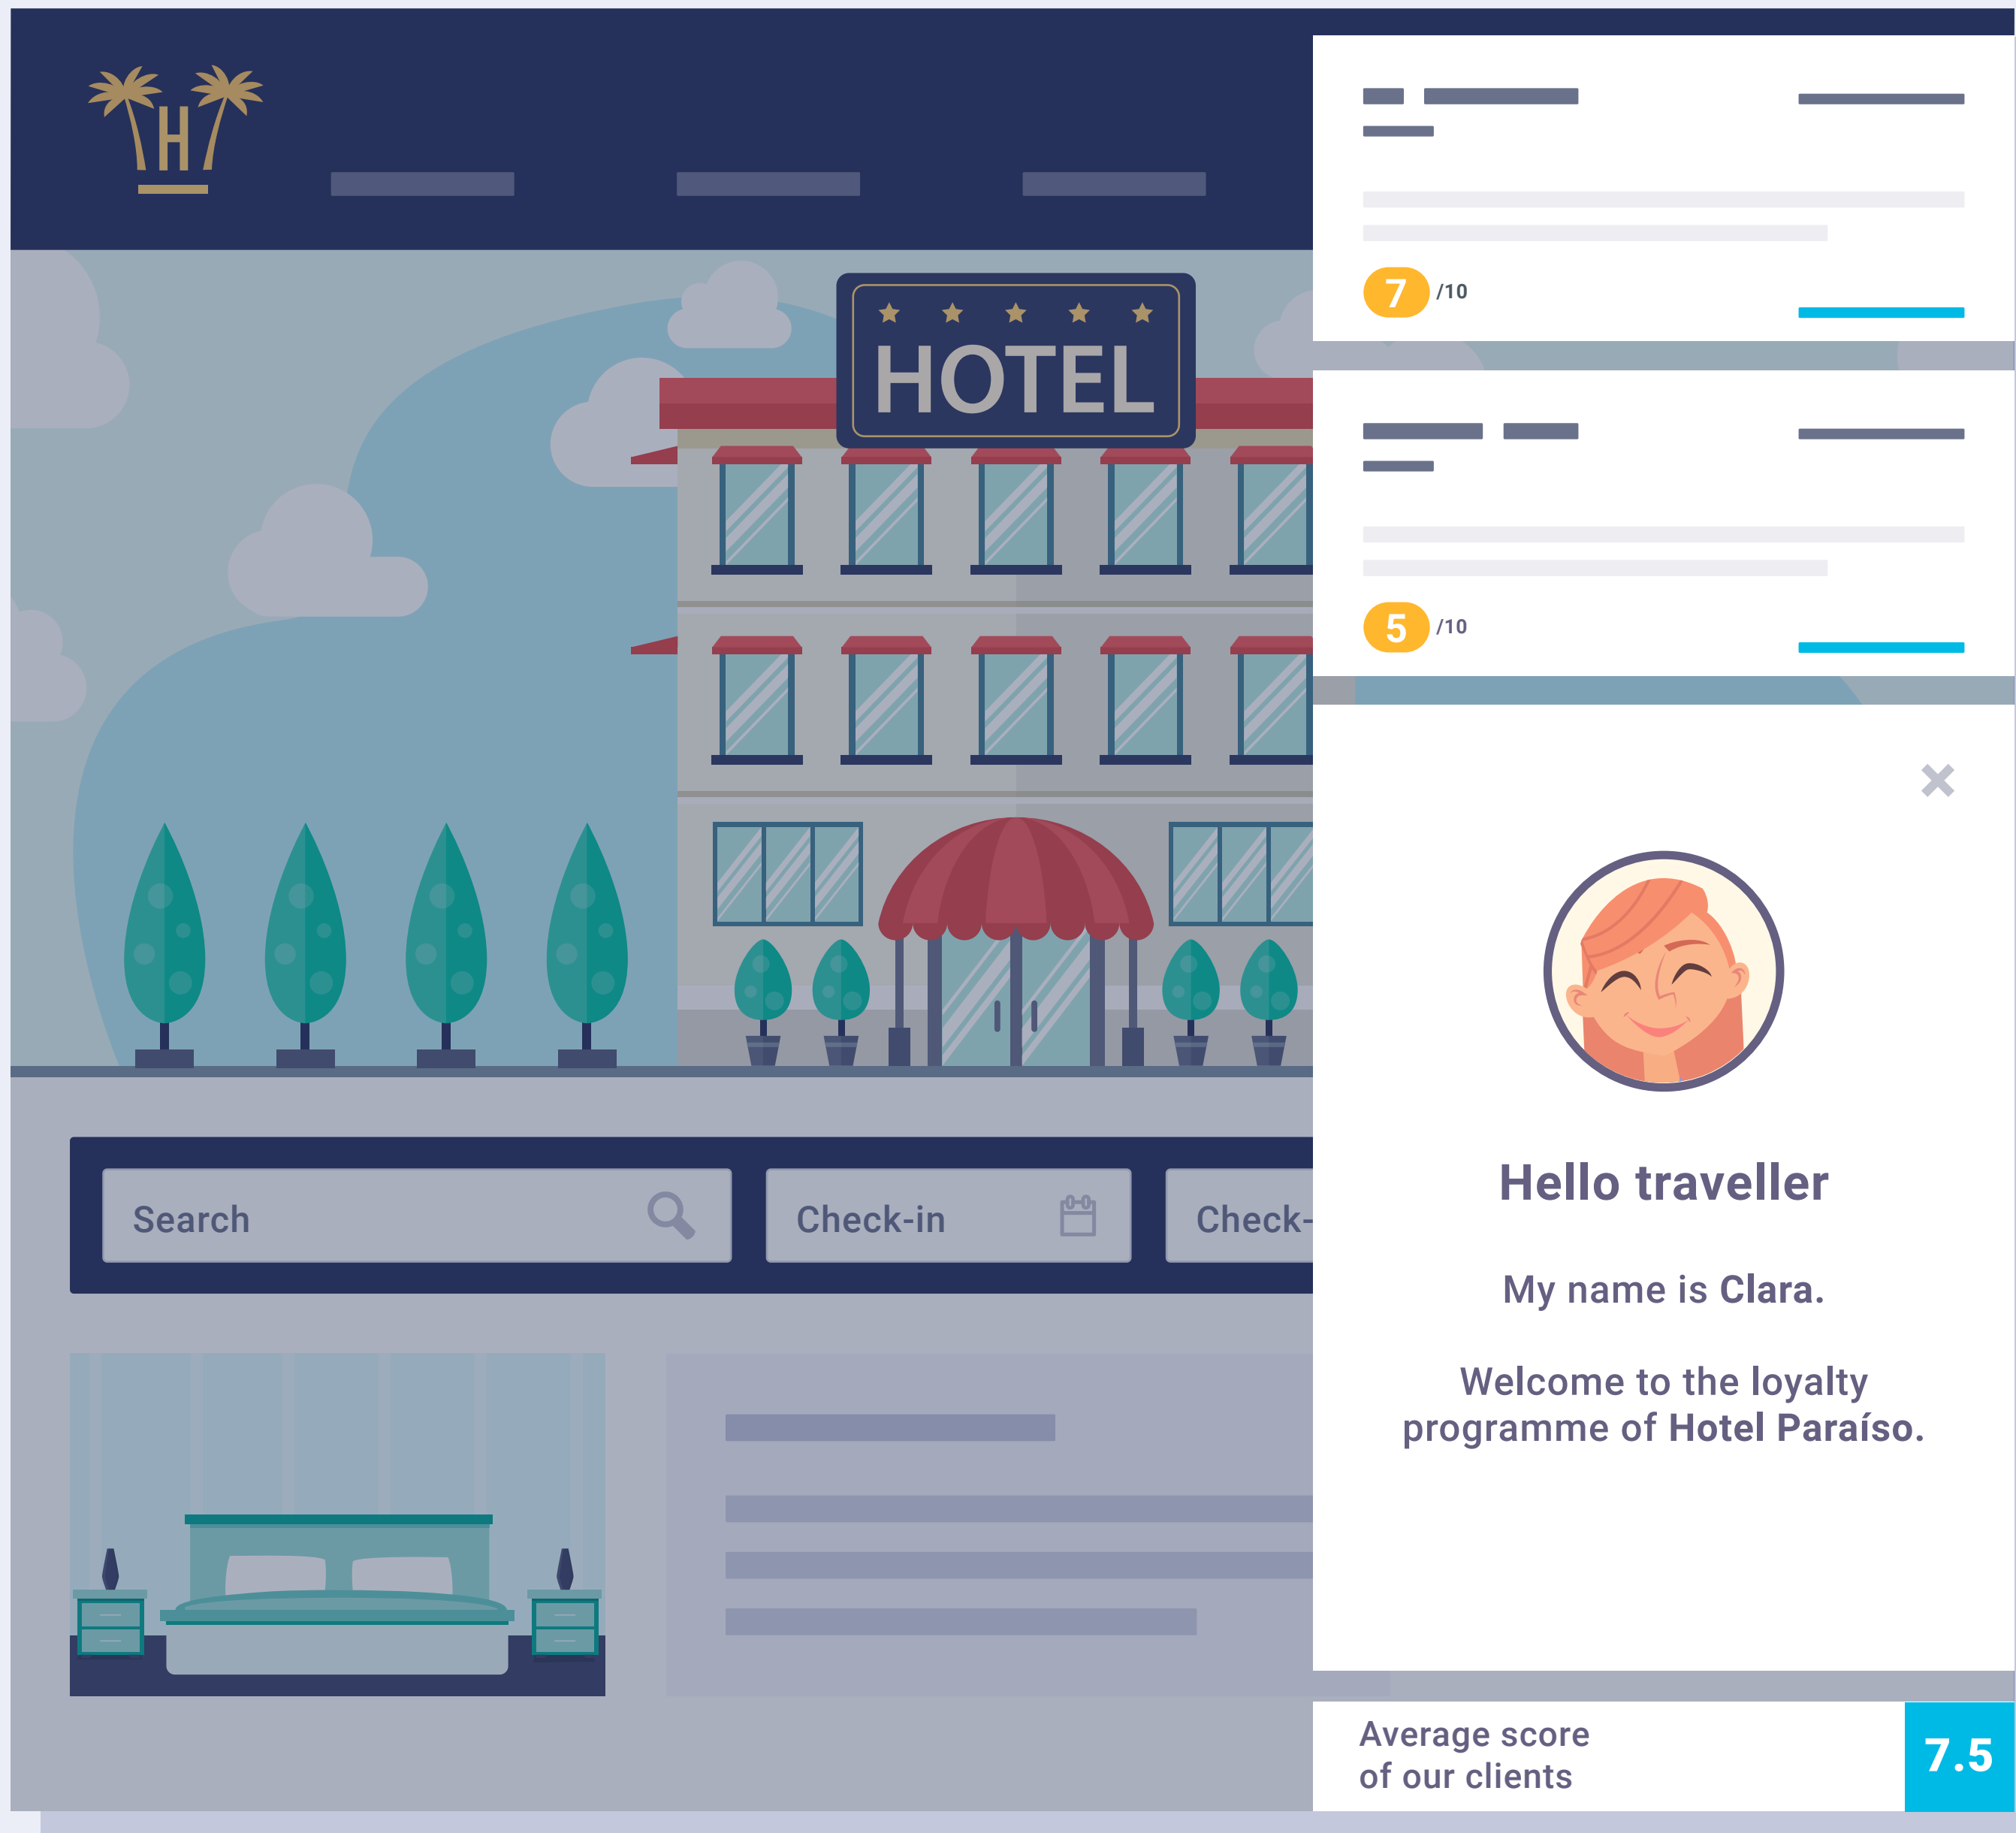 H
HOTEL
7 /10
5 /10
Hello traveller
My name is Clara.
Welcome to the loyalty
programme of Hotel Paraíso.
Search
Check-in
Check-
Average score
of our clients
7.5